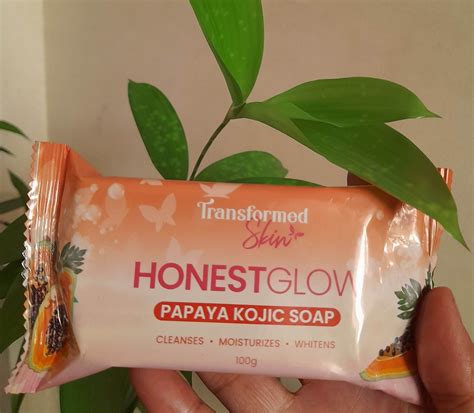 Transformed
Skin
HONESTGLOW
PAPAYA KOJIC SOAP
CLEANSES • MOISTURIZES • WHITENS
100g